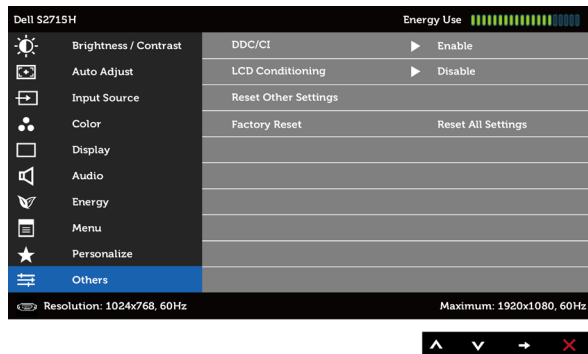 Dell S2715H Energy Use
Brightness / Contrast DDC/CI Enable
Auto Adjust LCD Conditioning Disable
Input Source Reset Other Settings
Color Factory Reset Reset All Settings
Display
Audio
Energy
Menu
Personalize
Others
Resolution: 1024x768, 60Hz Maximum: 1920x1080, 60Hz